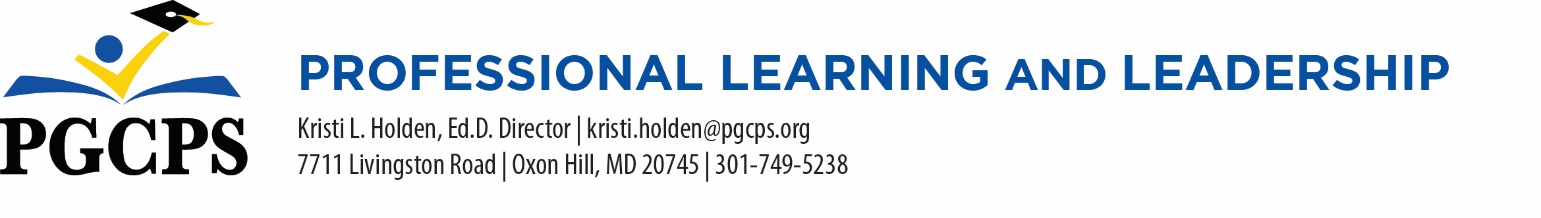 PGCPS
PROFESSIONAL LEARNING AND LEADERSHIP
Kristi L. Holden, Ed.D. Director | kristi.holden@pgcps.org
7711 Livingston Road | Oxon Hill, MD 20745 | 301-749-5238